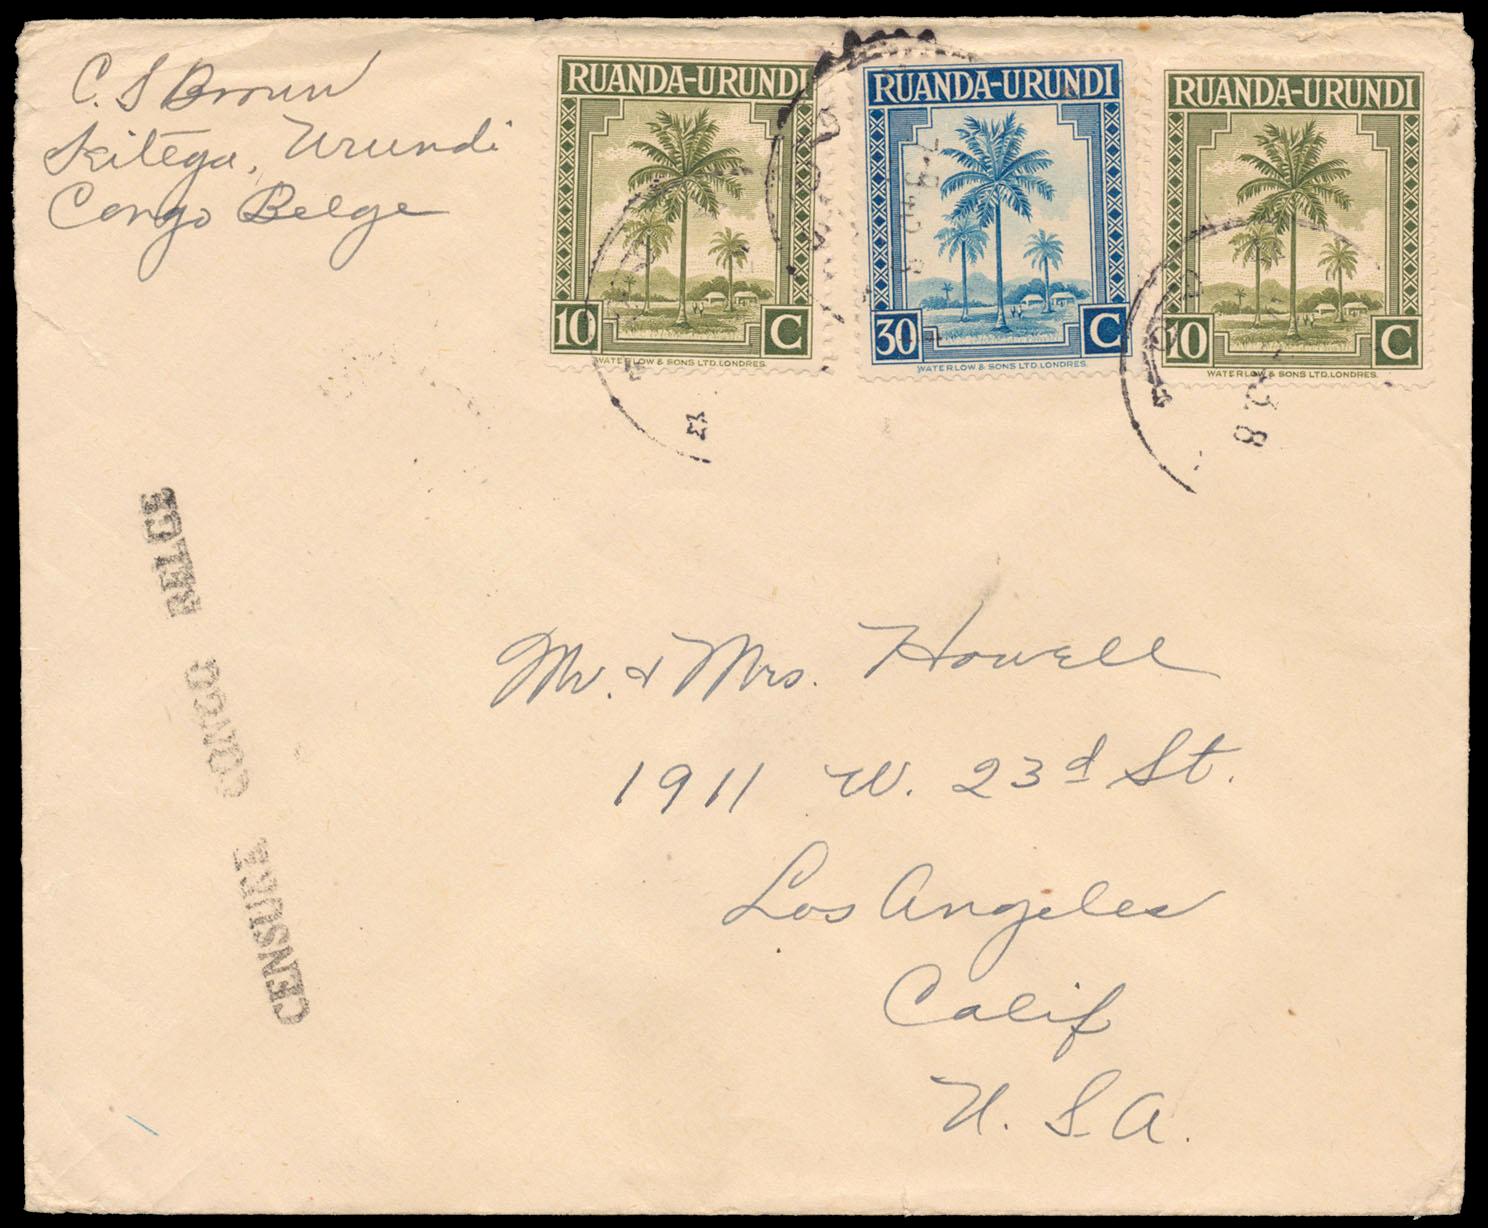 C. S Brown
Kitega, Urundi
Congo Belge
RUANDA-URUNDI
10 C
WATERLOW & SONS LTD. LONDRES.
RUANDA-URUNDI
30 C
WATERLOW & SONS LTD. LONDRES.
RUANDA-URUNDI
10 C
WATERLOW & SONS LTD. LONDRES.
CENSURA CONGO BELGE
Mr. & Mrs. Howell
1911 W. 23d St.
Los Angeles
Calif
U. S. A.